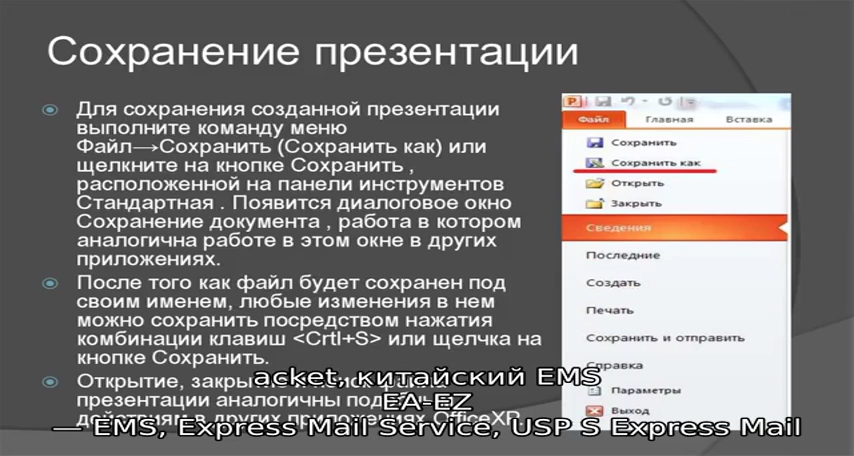 Сохранение презентации
Для сохранения созданной презентации
выполните команду меню
Файл→Сохранить (Сохранить как) или
щелкните на кнопке Сохранить ,
расположенной на панели инструментов
Стандартная . Появится диалоговое окно
Сохранение документа , работа в котором
аналогична работе в этом окне в других
приложениях.
После того как файл будет сохранен под
своим именем, любые изменения в нем
можно сохранить посредством нажатия
комбинации клавиш <Crtl+S> или щелчка на
кнопке Сохранить.
Открытие, закрытие
презентации аналогичны
действиям в других приложениях OfficeXP.
Файл Главная Вставка
Сохранить
Сохранить как
Открыть
Закрыть
Сведения
Последние
Создать
Печать
Сохранить и отправить
Справка
Параметры
Выход
acket, китайский EMS
EA-EZ
— EMS, Express Mail Service, USP S Express Mail